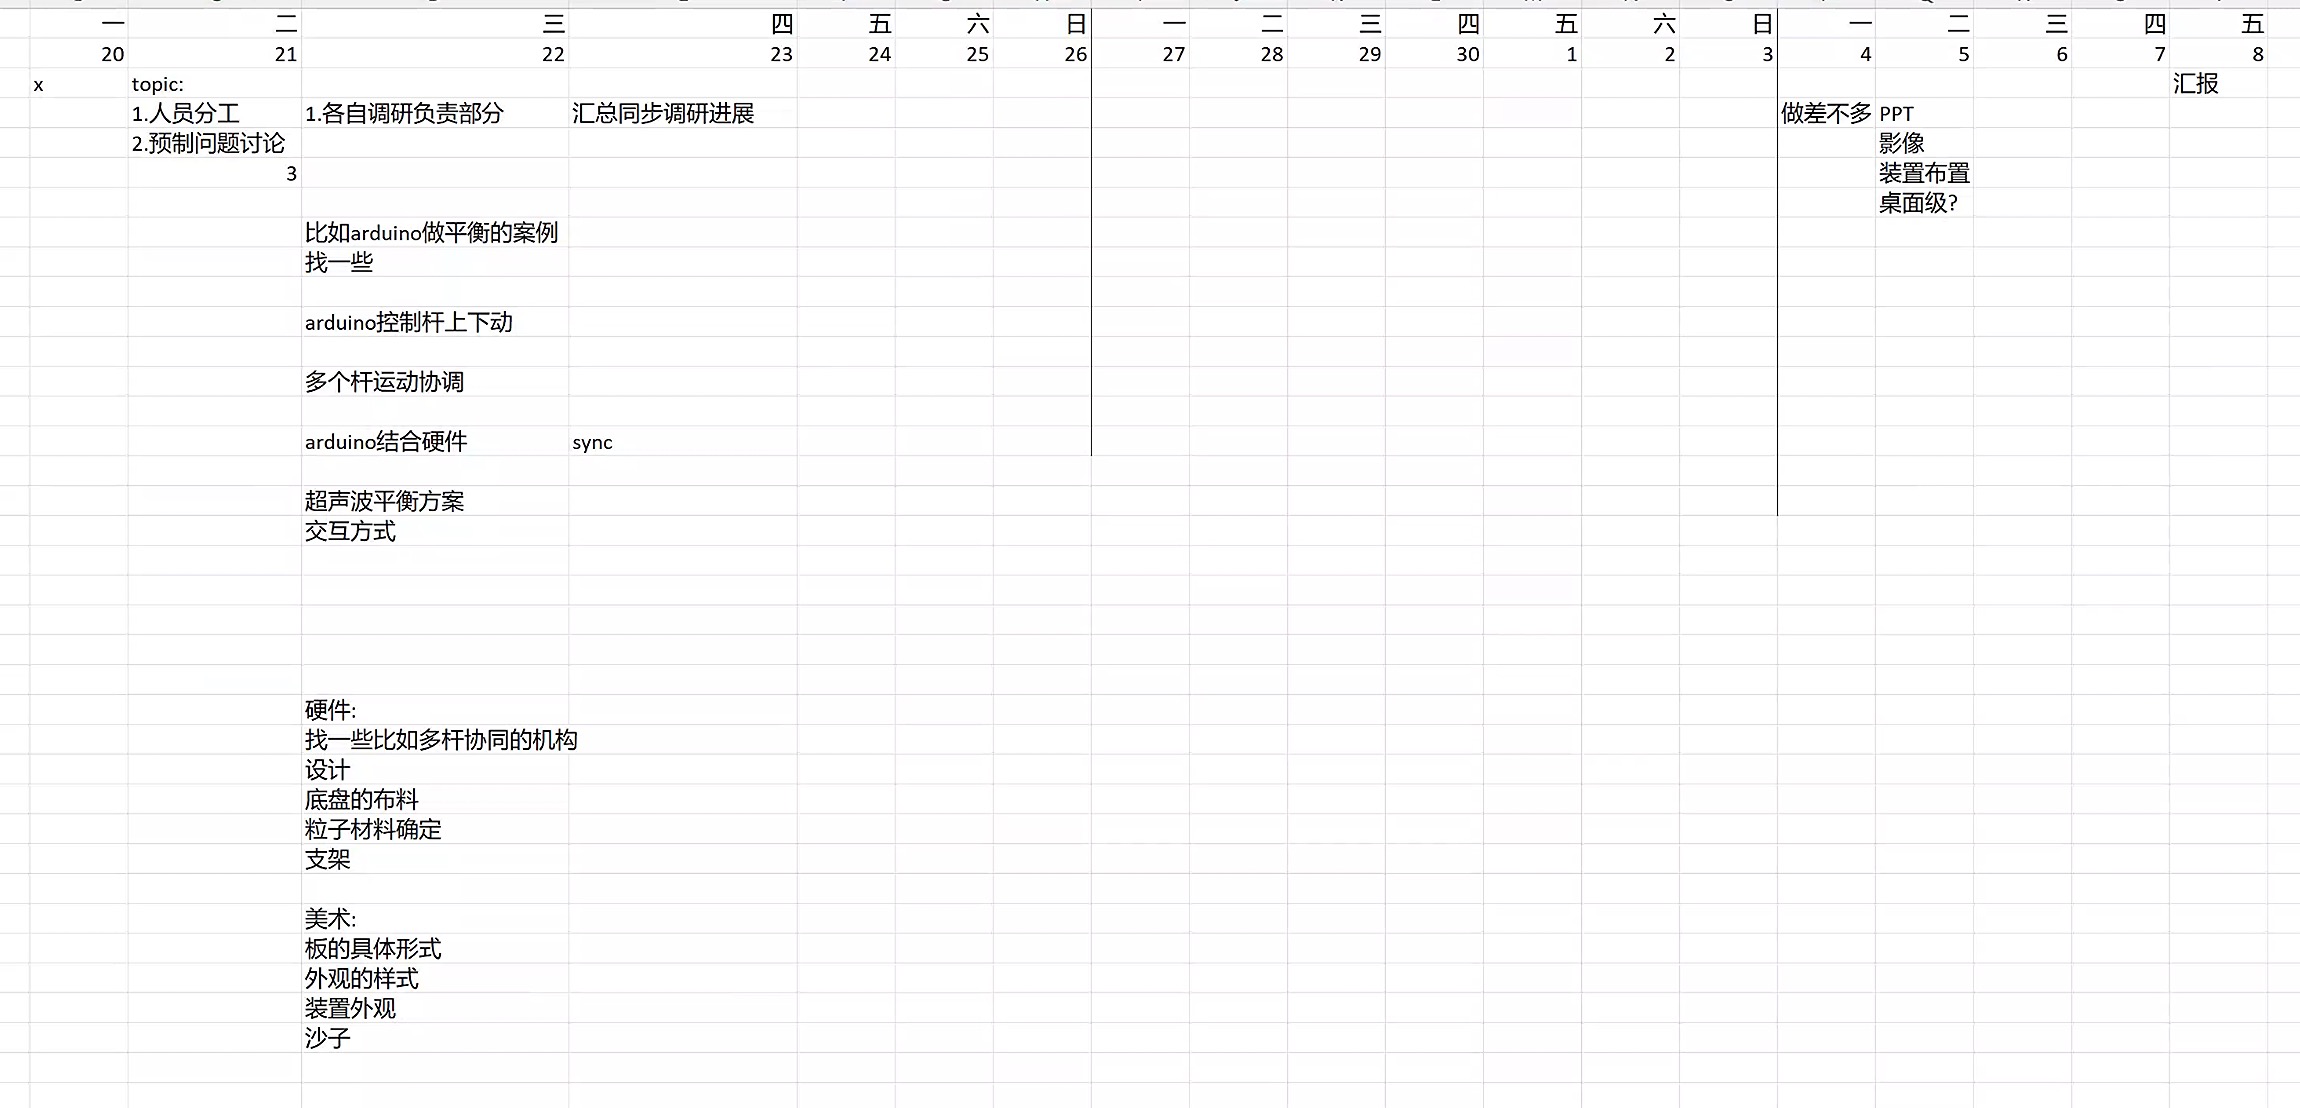 一 二 三 四 五 六 日 一 二 三 四 五 六 日 一 二 三 四 五
20 21 22 23 24 25 26 27 28 29 30 1 2 3 4 5 6 7 8
x topic: 汇报
1.人员分工 1.各自调研负责部分 汇总同步调研进展 做差不多 PPT
2.预制问题讨论 影像
3 装置布置
桌面级?
比如arduino做平衡的案例
找一些
arduino控制杆上下动
多个杆运动协调
arduino结合硬件 sync
超声波平衡方案
交互方式
硬件:
找一些比如多杆协同的机构
设计
底盘的布料
粒子材料确定
支架
美术:
板的具体形式
外观的样式
装置外观
沙子